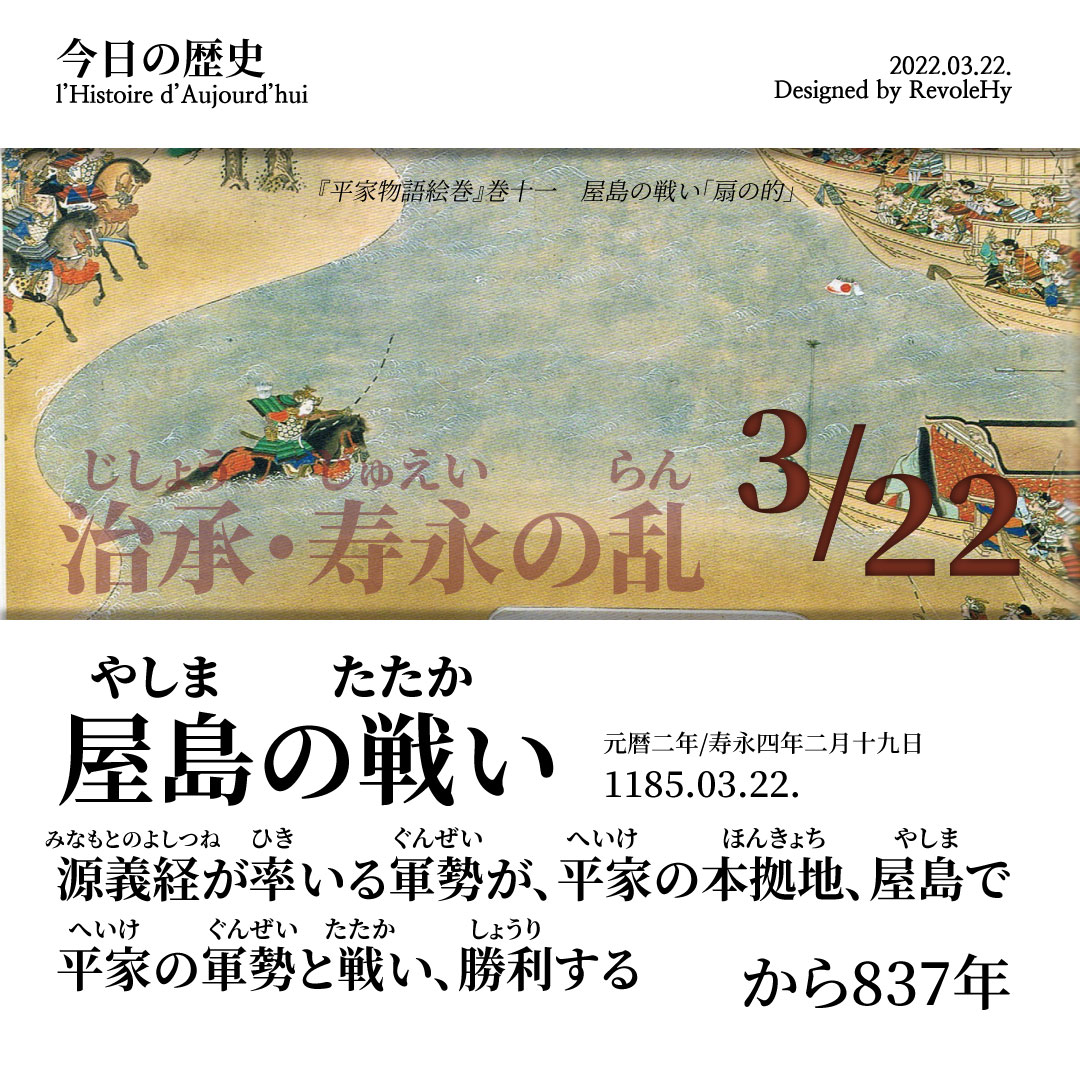 今日の歴史
l'Histoire d'Aujourd'hui
2022.03.22.
Designed by RevoleHy
『平家物語絵巻』巻十一　屋島の戦い「扇の的」
じしょう じゅえい らん
治承・寿永の乱
3/22
やしま たたか
屋島の戦い
元暦二年/寿永四年二月十九日
1185.03.22.
みなもとのよしつね ひき ぐんぜい へいけ ほんきょち やしま
源義経が率いる軍勢が、平家の本拠地、屋島で
へいけ ぐんぜい たたか しょうり
平家の軍勢と戦い、勝利する
から837年